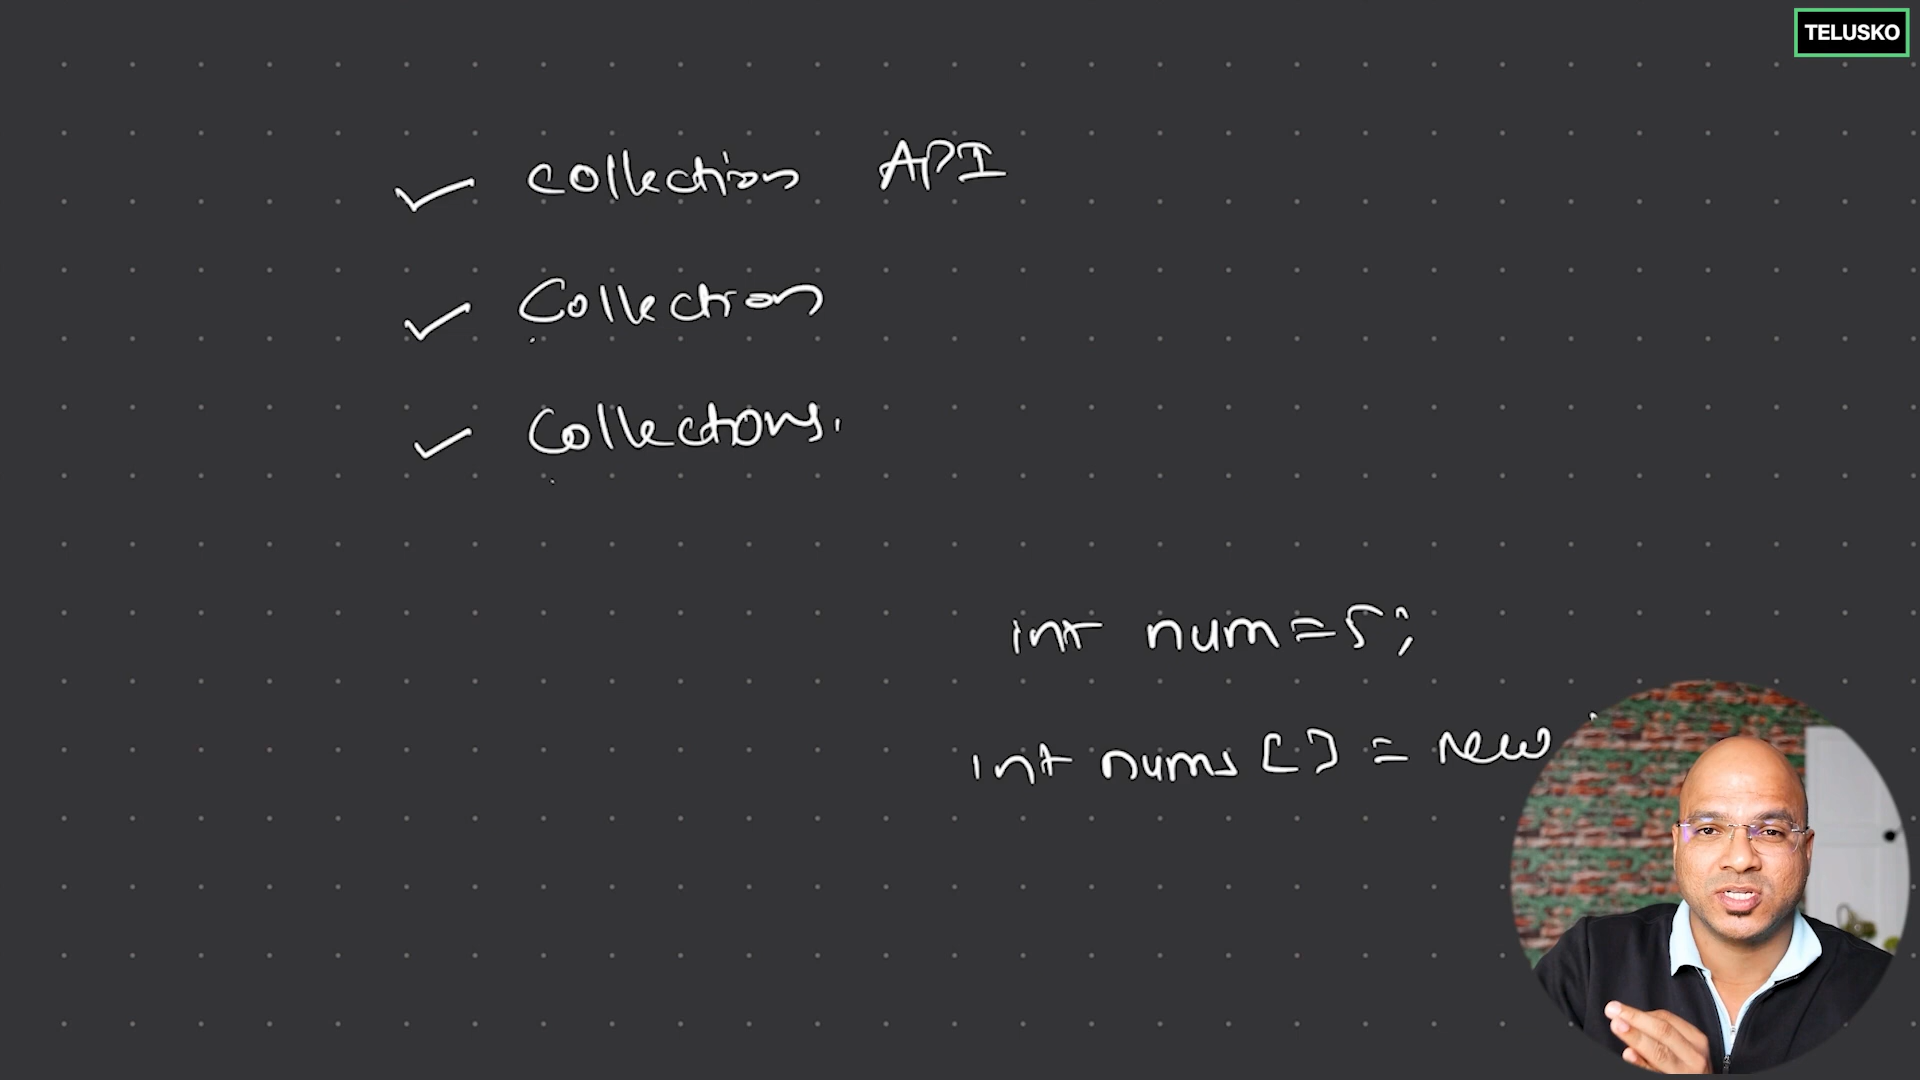 TELUSKO
Collection API
Collection
Collections.
int num=5;
int nums[] = new